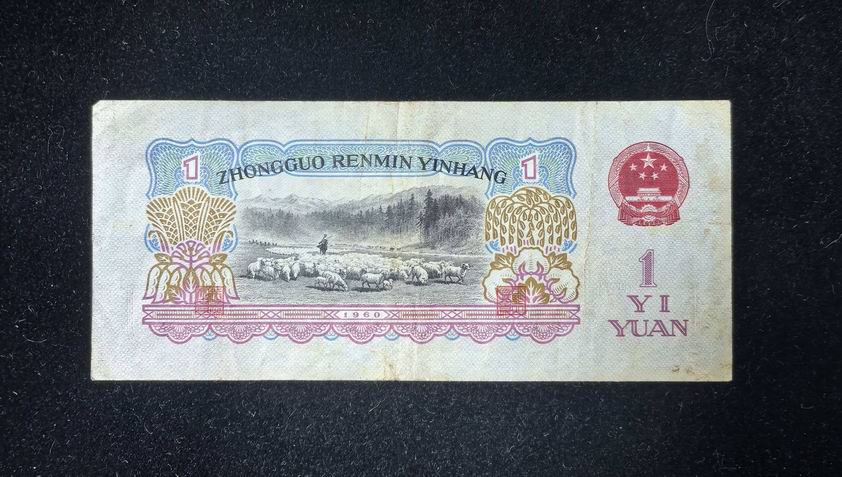 1 1
ZHONGGUO RENMIN YINHANG
1960
1
YI
YUAN